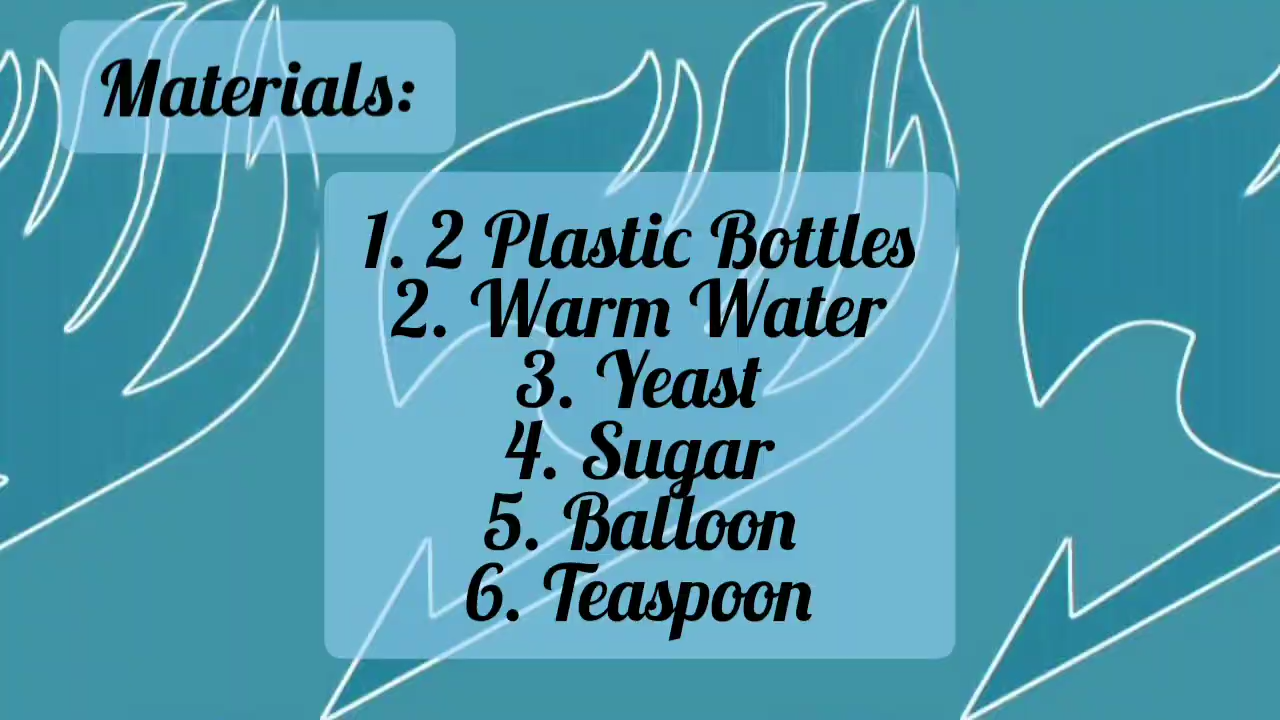 Materials:
1. 2 Plastic Bottles
2. Warm Water
3. Yeast
4. Sugar
5. Balloon
6. Teaspoon